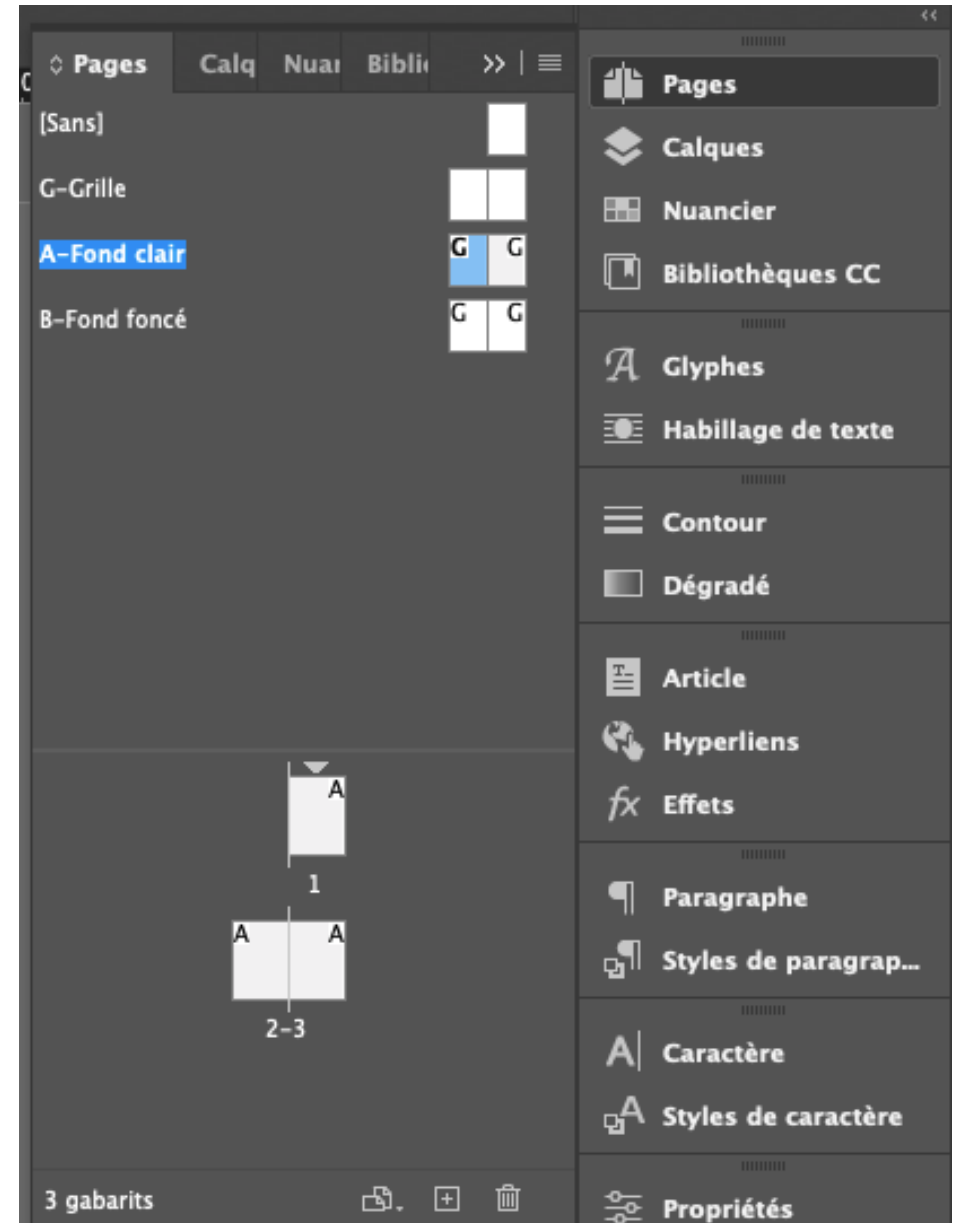 Pages
Calq
Nuar
Bibli
[Sans]
G-Grille
A-Fond clair
G G
B-Fond foncé
G G
A
1
A A
2-3
3 gabarits
Pages
Calques
Nuancier
Bibliothèques CC
Glyphes
Habillage de texte
Contour
Dégradé
Article
Hyperliens
fx Effets
Paragraphe
Styles de paragrap...
Caractère
Styles de caractère
Propriétés